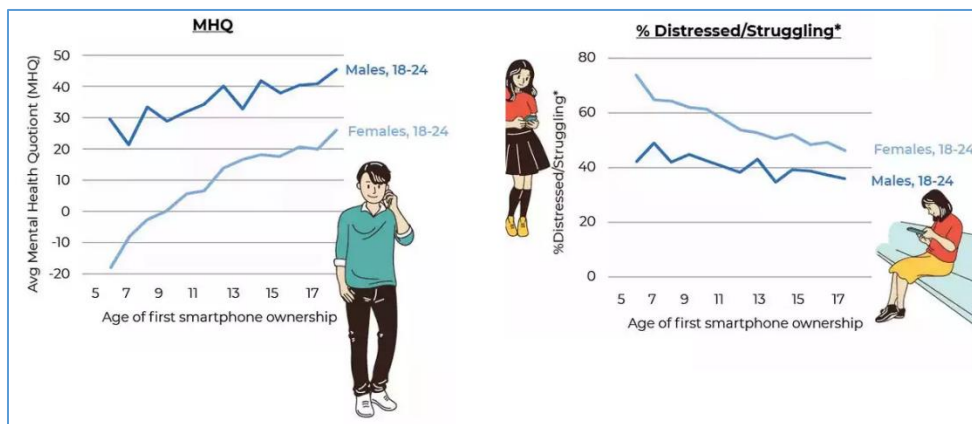 MHQ
Avg Mental Health Quotiont (MHQ)
50
40
30
20
10
0
-10
-20
Males, 18-24
Females, 18-24
5 7 9 11 13 15 17
Age of first smartphone ownership
% Distressed/Struggling*
%Distressed/Struggling*
80
60
40
20
0
Females, 18-24
Males, 18-24
5 7 9 11 13 15 17
Age of first smartphone ownership